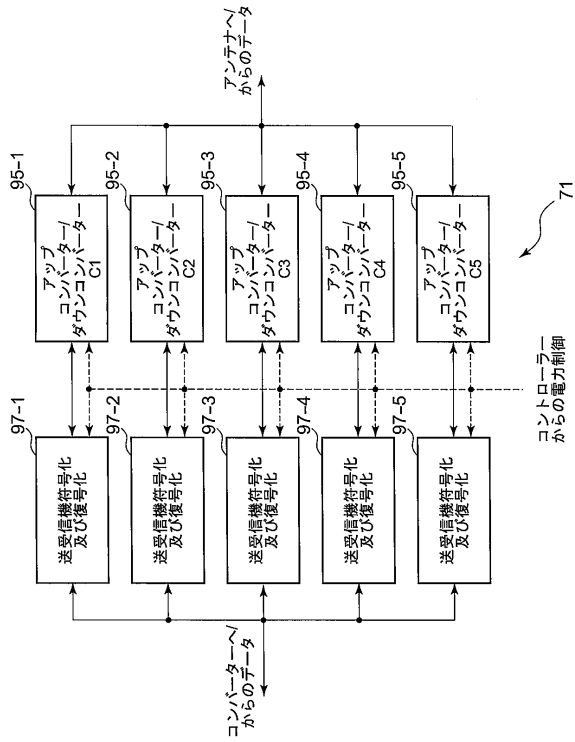 アンテナへ/
からのデータ
95-1
アップ
コンバーター/
ダウンコンバーター
C1
95-2
アップ
コンバーター/
ダウンコンバーター
C2
95-3
アップ
コンバーター/
ダウンコンバーター
C3
95-4
アップ
コンバーター/
ダウンコンバーター
C4
95-5
アップ
コンバーター/
ダウンコンバーター
C5
71
コントローラー
からの電力制御
97-1
送受信機符号化
及び復号化
97-2
送受信機符号化
及び復号化
97-3
送受信機符号化
及び復号化
97-4
送受信機符号化
及び復号化
97-5
送受信機符号化
及び復号化
コンバーターへ/
からのデータ